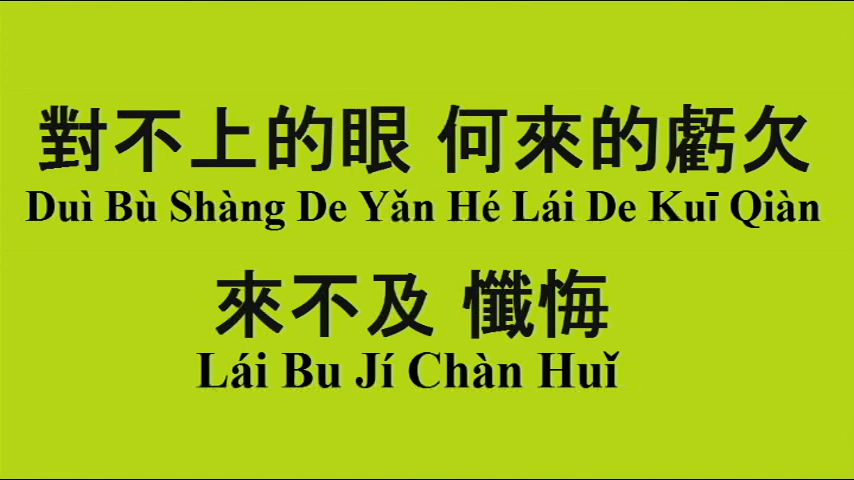 對不上的眼 何來的虧欠
Duì Bù Shàng De Yǎn Hé Lái De Kuī Qiàn
來不及 懺悔
Lái Bu Jí Chàn Huǐ